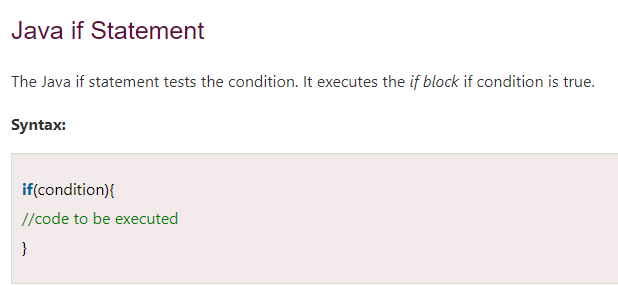 Java if Statement
The Java if statement tests the condition. It executes the if block if condition is true.
Syntax:
if(condition){
//code to be executed
}